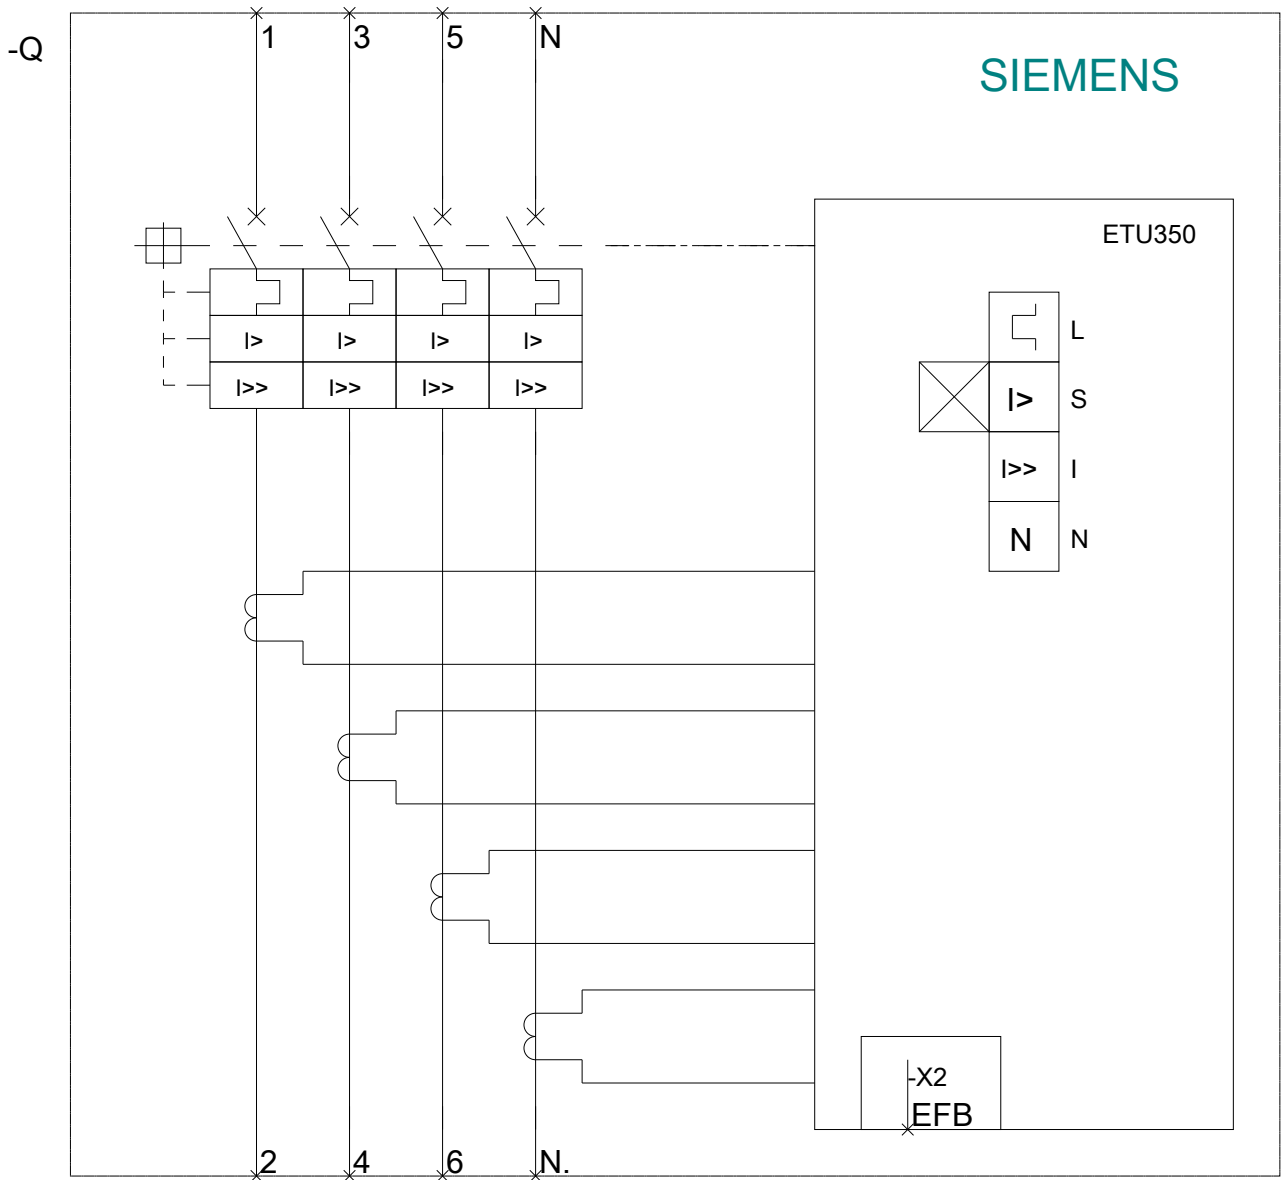 1 3 5 N
-Q
SIEMENS
ETU350
L
I> I> I> I>
I>> I>> I>> I>>
I> S
I>> I
N N
-X2
EFB
2 4 6 N.